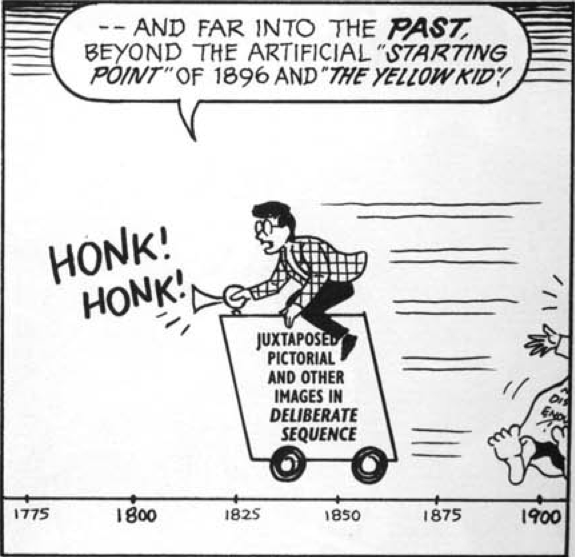 -- AND FAR INTO THE PAST,
BEYOND THE ARTIFICIAL "STARTING
POINT" OF 1896 AND "THE YELLOW KID"!
HONK!
HONK!
JUXTAPOSED
PICTORIAL
AND OTHER
IMAGES IN
DELIBERATE
SEQUENCE
1775 1800 1825 1850 1875 1900